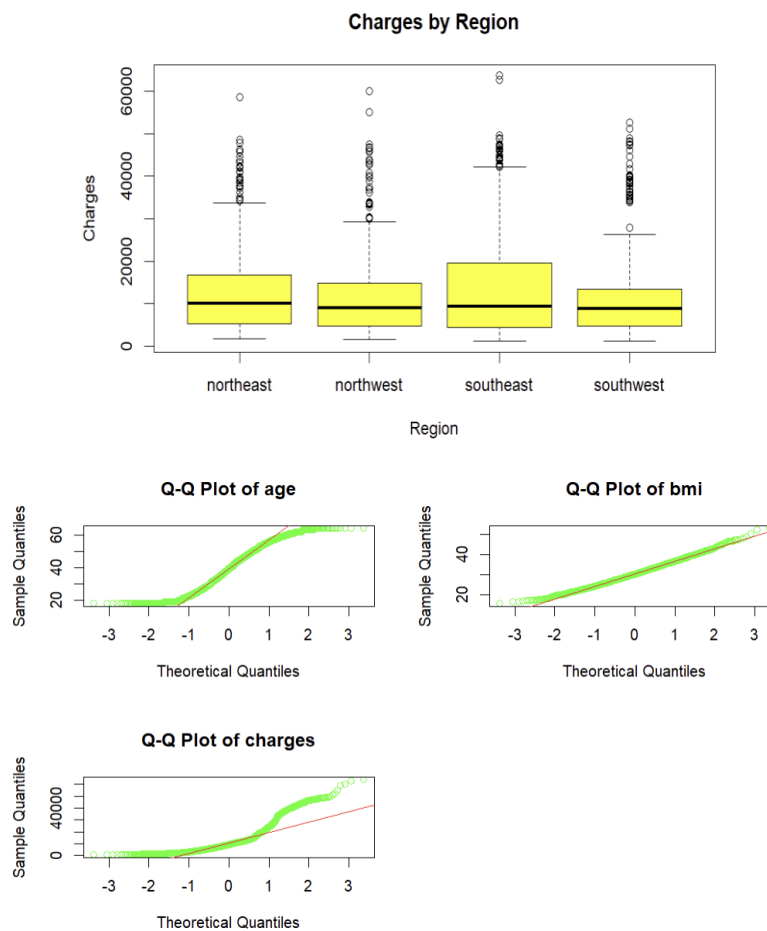 Charges by Region
Charges
60000
40000
20000
0
northeast northwest southeast southwest
Region
Q-Q Plot of age
Sample Quantiles
60
40
20
-3 -2 -1 0 1 2 3
Theoretical Quantiles
Q-Q Plot of bmi
Sample Quantiles
40
20
-3 -2 -1 0 1 2 3
Theoretical Quantiles
Q-Q Plot of charges
Sample Quantiles
40000
0
-3 -2 -1 0 1 2 3
Theoretical Quantiles